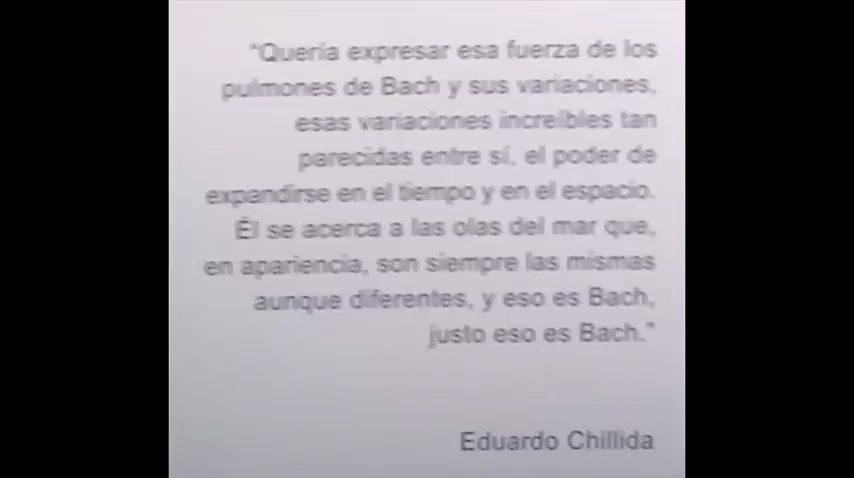 "Quería expresar esa fuerza de los
pulmones de Bach y sus variaciones,
esas variaciones increíbles tan
parecidas entre sí, el poder de
expandirse en el tiempo y en el espacio.
Él se acerca a las olas del mar que,
en apariencia, son siempre las mismas
aunque diferentes, y eso es Bach,
justo eso es Bach."
Eduardo Chillida